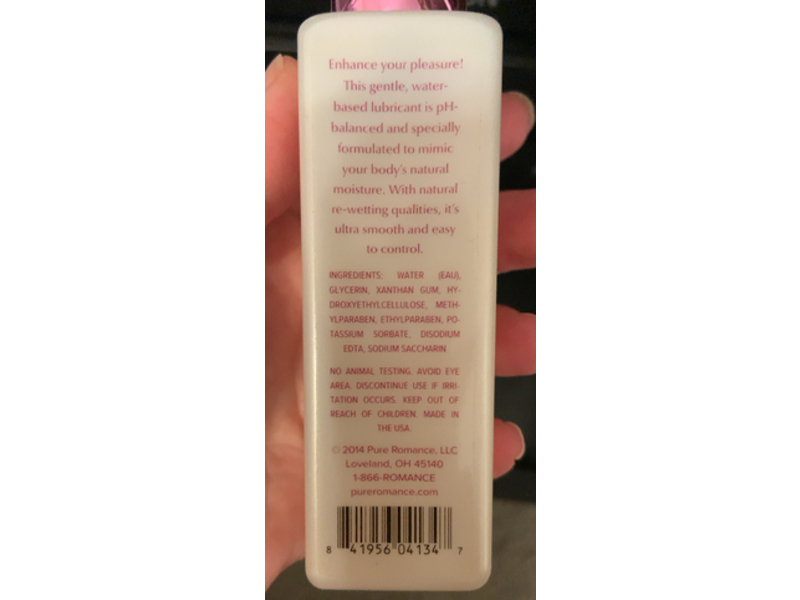 Enhance your pleasure!
This gentle, water-
based lubricant is pH-
balanced and specially
formulated to mimic
your body's natural
moisture. With natural
re-wetting qualities, it's
ultra smooth and easy
to control.
INGREDIENTS: WATER (EAU),
GLYCERIN, XANTHAN GUM, HY-
DROXYETHYLCELLULOSE, METH-
YLPARABEN, ETHYLPARABEN, PO-
TASSIUM SORBATE, DISODIUM
EDTA, SODIUM SACCHARIN
NO ANIMAL TESTING. AVOID EYE
AREA. DISCONTINUE USE IF IRRI-
TATION OCCURS. KEEP OUT OF
REACH OF CHILDREN. MADE IN
THE USA.
© 2014 Pure Romance, LLC
Loveland, OH 45140
1-866-ROMANCE
pureromance.com
8 41956 04134 7